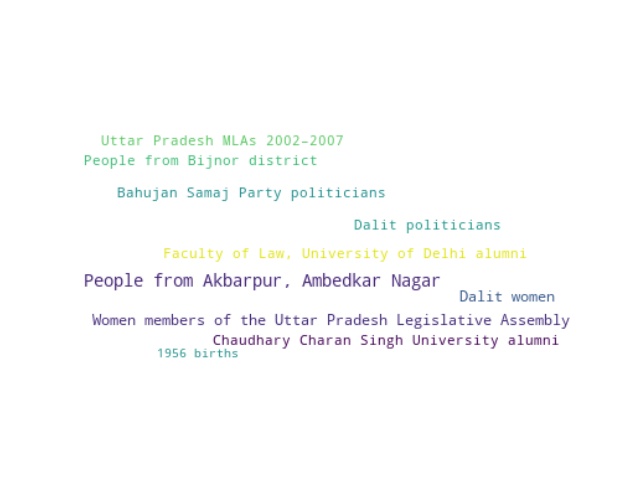 Uttar Pradesh MLAs 2002–2007
People from Bijnor district
Bahujan Samaj Party politicians
Dalit politicians
Faculty of Law, University of Delhi alumni
People from Akbarpur, Ambedkar Nagar
Dalit women
Women members of the Uttar Pradesh Legislative Assembly
Chaudhary Charan Singh University alumni
1956 births